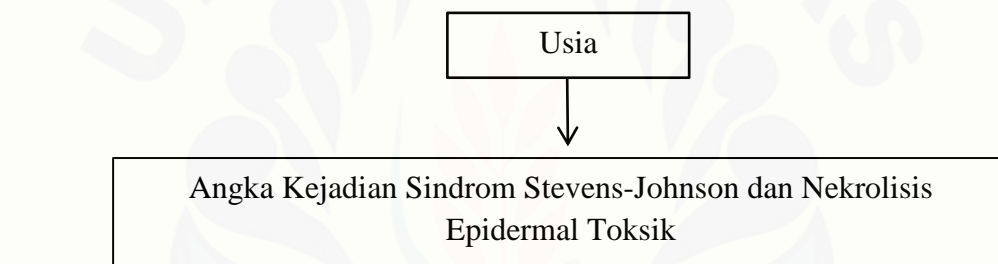 Usia
Angka Kejadian Sindrom Stevens-Johnson dan Nekrolisis
Epidermal Toksik